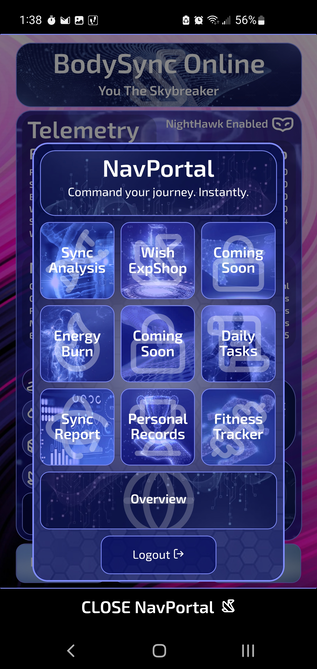 1:38
56%
BodySync Online
You The Skybreaker
Telemetry
NightHawk Enabled
NavPortal
Command your journey. Instantly.
Sync
Analysis
Wish
ExpShop
Coming
Soon
Energy
Burn
Coming
Soon
Daily
Tasks
Sync
Report
Personal
Records
Fitness
Tracker
Overview
Logout
CLOSE NavPortal